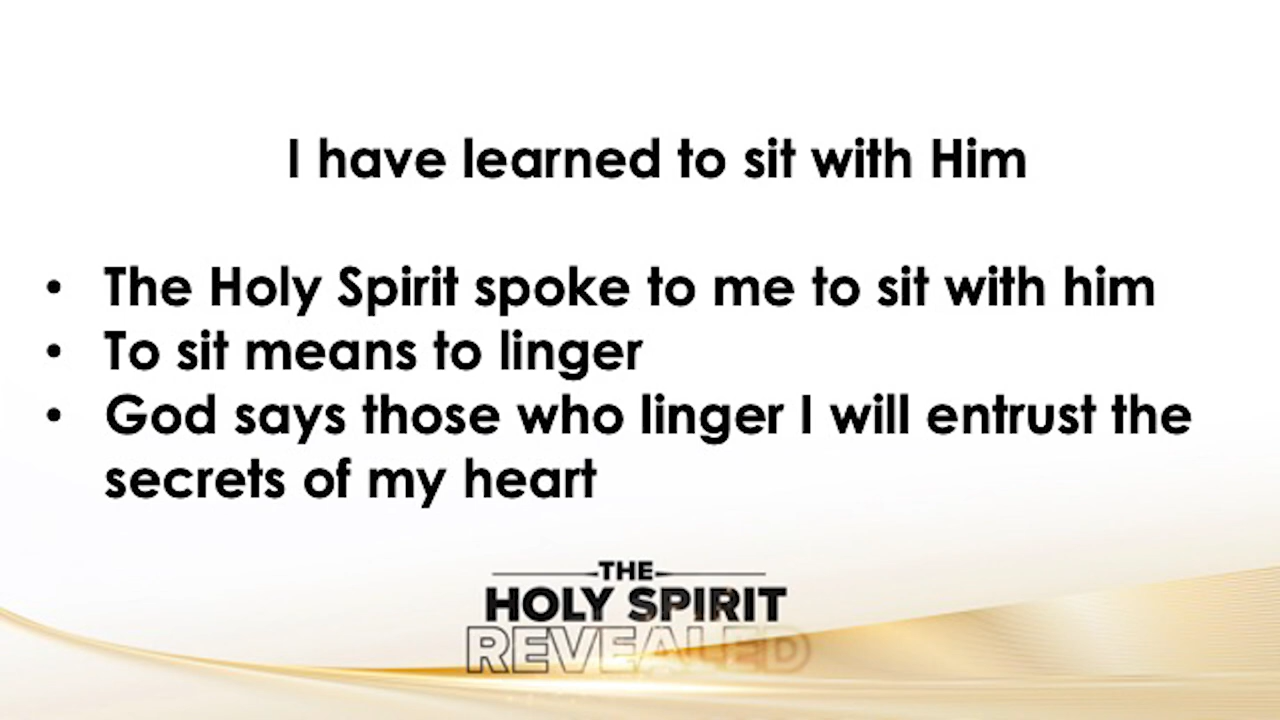 I have learned to sit with Him
• The Holy Spirit spoke to me to sit with him
• To sit means to linger
• God says those who linger I will entrust the
secrets of my heart
THE
HOLY SPIRIT
REVEALED